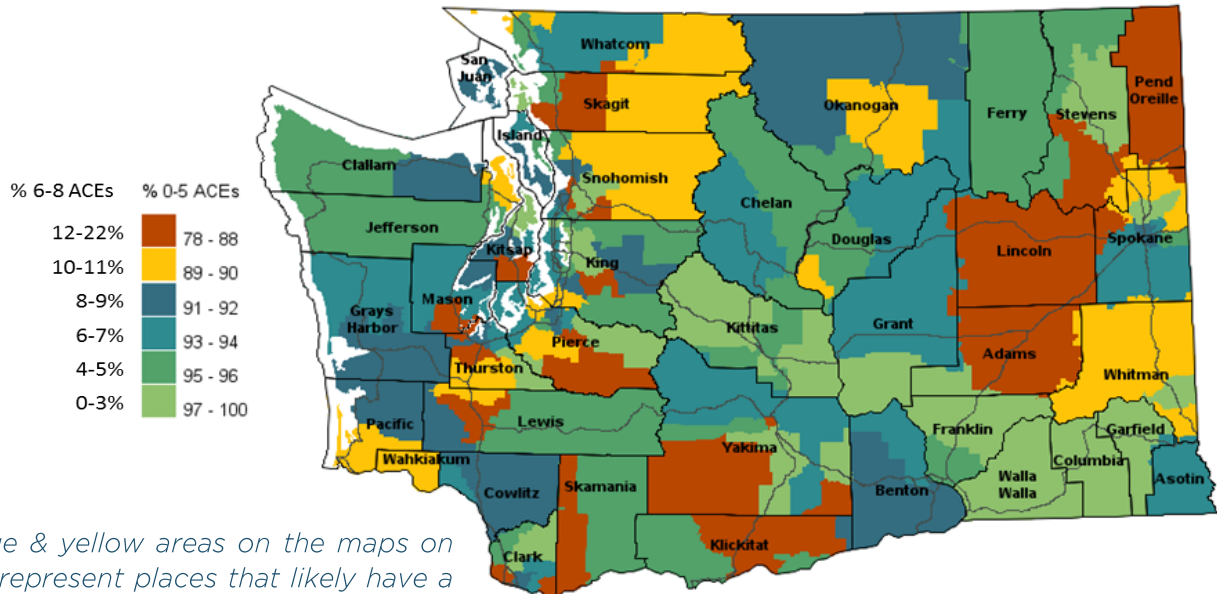 % 6-8 ACEs % 0-5 ACEs
12-22% 78 - 88
10-11% 89 - 90
8-9% 91 - 92
6-7% 93 - 94
4-5% 95 - 96
0-3% 97 - 100
Whatcom
San
Juan
Skagit
Okanogan
Ferry
Stevens
Pend
Oreille
Island
Clallam
Snohomish
Chelan
Jefferson
Douglas
Lincoln
Spokane
Kitsap
King
Mason
Grays
Harbor
Kittitas
Grant
Pierce
Thurston
Adams
Whitman
Pacific
Lewis
Franklin
Garfield
Wahkiakum
Yakima
Columbia
Cowlitz
Skamania
Benton
Walla
Walla
Asotin
Klickitat
Clark
& yellow areas on the maps on
represent places that likely have a